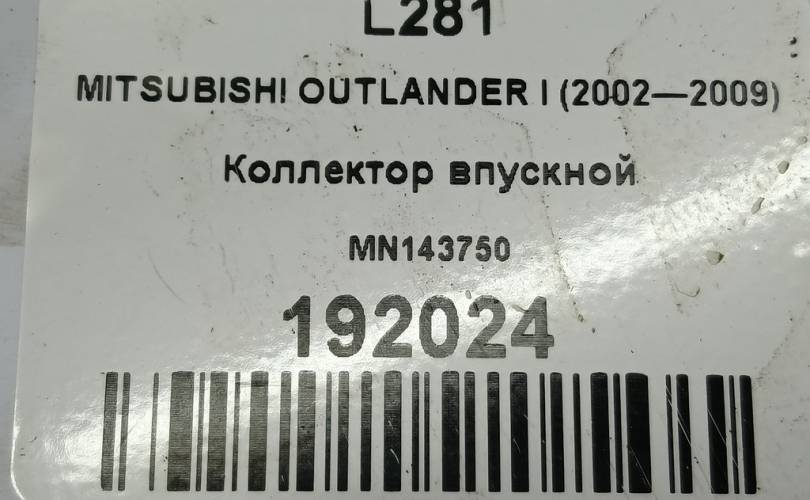 L281
MITSUBISHI OUTLANDER I (2002—2009)
Коллектор впускной
MN143750
192024